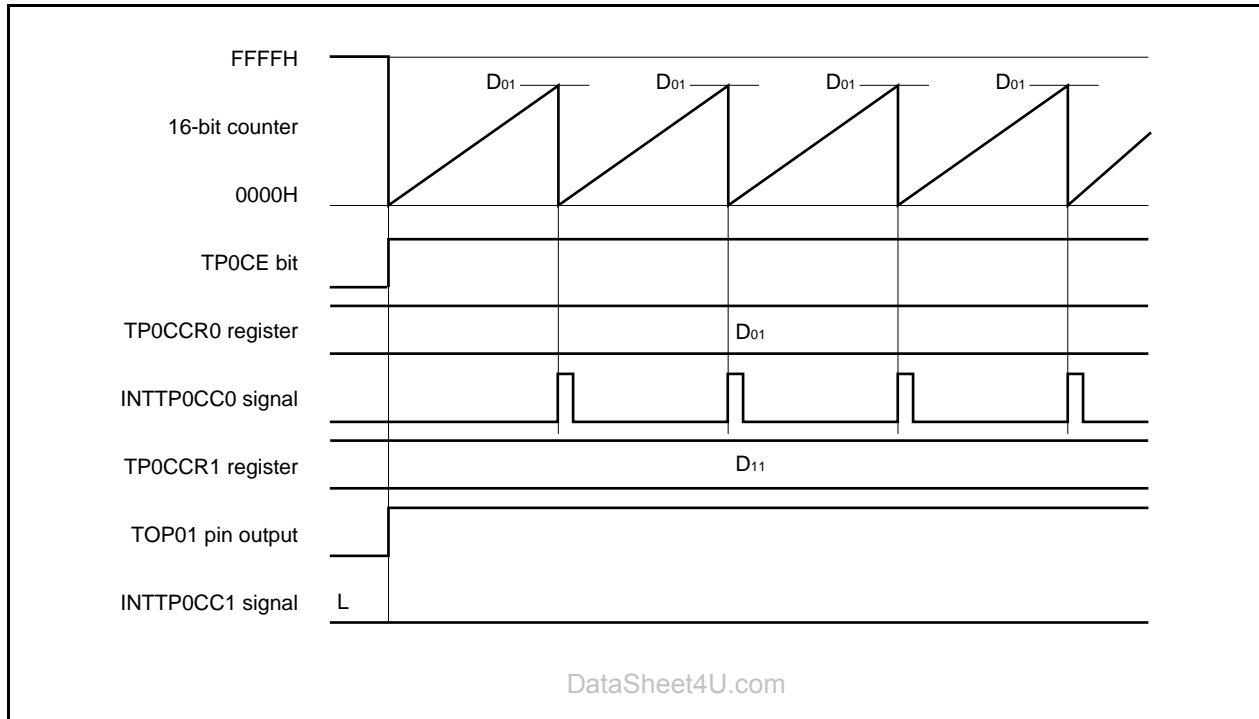 FFFFH
D01 D01 D01 D01
16-bit counter
0000H
TP0CE bit
TP0CCR0 register
D01
INTTP0CC0 signal
TP0CCR1 register
D11
TOP01 pin output
INTTP0CC1 signal
L
DataSheet4U.com